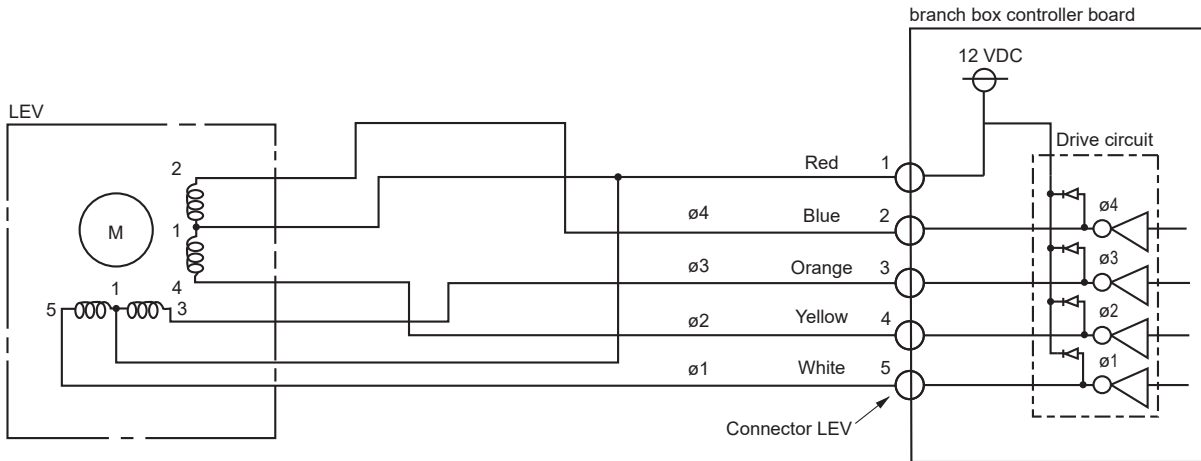 branch box controller board
12 VDC
LEV
Drive circuit
2
Red 1
ø4
ø4 Blue 2
1
M
ø3
ø3 Orange 3
4
1
5 3
ø2
ø2 Yellow 4
ø1
ø1 White 5
Connector LEV